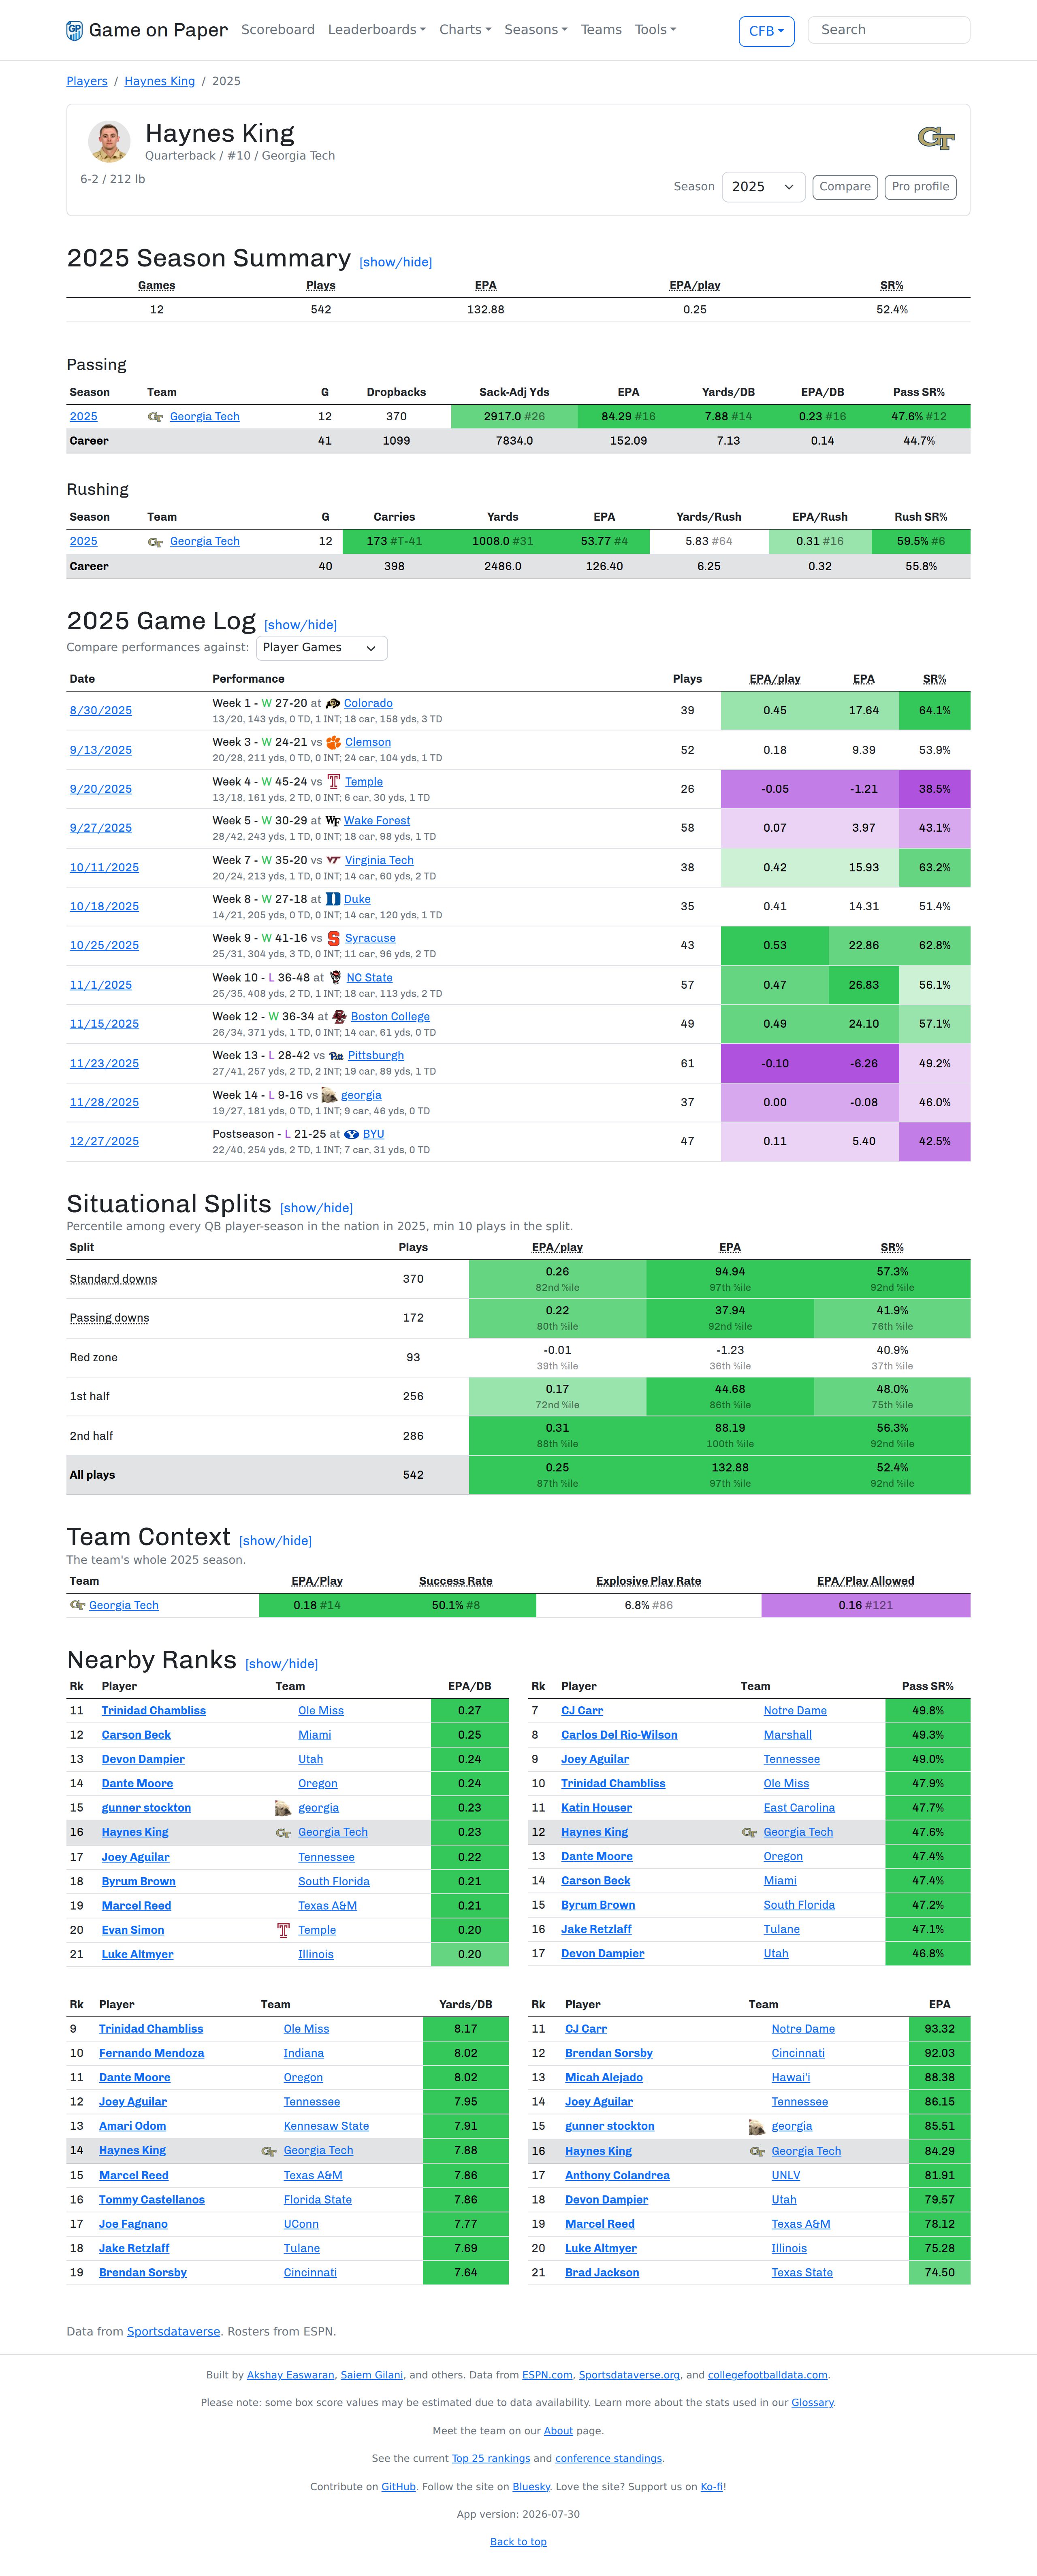 GP Game on Paper Scoreboard Leaderboards Charts Seasons Teams Tools CFB Search
Players / Haynes King / 2025
Haynes King
Quarterback / #10 / Georgia Tech
6-2 / 212 lb
Season 2025 Compare Pro profile
2025 Season Summary [show/hide]
Games Plays EPA EPA/play SR%
12 542 132.88 0.25 52.4%
Passing
Season Team G Dropbacks Sack-Adj Yds EPA Yards/DB EPA/DB Pass SR%
2025 GT Georgia Tech 12 370 2917.0 #26 84.29 #16 7.88 #14 0.23 #16 47.6% #12
Career 41 1099 7834.0 152.09 7.13 0.14 44.7%
Rushing
Season Team G Carries Yards EPA Yards/Rush EPA/Rush Rush SR%
2025 GT Georgia Tech 12 173 #T-41 1008.0 #31 53.77 #4 5.83 #64 0.31 #16 59.5% #6
Career 40 398 2486.0 126.40 6.25 0.32 55.8%
2025 Game Log [show/hide]
Compare performances against: Player Games
Date Performance Plays EPA/play EPA SR%
8/30/2025 Week 1 - W 27-20 at Colorado 39 0.45 17.64 64.1%
13/20, 143 yds, 0 TD, 1 INT; 18 car, 158 yds, 3 TD
9/13/2025 Week 3 - W 24-21 vs Clemson 52 0.18 9.39 53.9%
20/28, 211 yds, 0 TD, 0 INT; 24 car, 104 yds, 1 TD
9/20/2025 Week 4 - W 45-24 vs Temple 26 -0.05 -1.21 38.5%
13/18, 161 yds, 2 TD, 0 INT; 6 car, 30 yds, 1 TD
9/27/2025 Week 5 - W 30-29 at Wake Forest 58 0.07 3.97 43.1%
28/42, 243 yds, 1 TD, 0 INT; 18 car, 98 yds, 1 TD
10/11/2025 Week 7 - W 35-20 vs Virginia Tech 38 0.42 15.93 63.2%
20/24, 213 yds, 1 TD, 0 INT; 14 car, 60 yds, 2 TD
10/18/2025 Week 8 - W 27-18 at Duke 35 0.41 14.31 51.4%
14/21, 205 yds, 0 TD, 0 INT; 14 car, 120 yds, 1 TD
10/25/2025 Week 9 - W 41-16 vs Syracuse 43 0.53 22.86 62.8%
25/31, 304 yds, 3 TD, 0 INT; 11 car, 96 yds, 2 TD
11/1/2025 Week 10 - L 36-48 at NC State 57 0.47 26.83 56.1%
25/35, 408 yds, 2 TD, 1 INT; 18 car, 113 yds, 2 TD
11/15/2025 Week 12 - W 36-34 at Boston College 49 0.49 24.10 57.1%
26/34, 371 yds, 1 TD, 0 INT; 14 car, 61 yds, 0 TD
11/23/2025 Week 13 - L 28-42 vs Pittsburgh 61 -0.10 -6.26 49.2%
27/41, 257 yds, 2 TD, 2 INT; 19 car, 89 yds, 1 TD
11/28/2025 Week 14 - L 9-16 vs georgia 37 0.00 -0.08 46.0%
19/27, 181 yds, 0 TD, 1 INT; 9 car, 46 yds, 0 TD
12/27/2025 Postseason - L 21-25 at BYU 47 0.11 5.40 42.5%
22/40, 254 yds, 2 TD, 1 INT; 7 car, 31 yds, 0 TD
Situational Splits [show/hide]
Percentile among every QB player-season in the nation in 2025, min 10 plays in the split.
Split Plays EPA/play EPA SR%
Standard downs 370 0.26 94.94 57.3%
82nd %ile 97th %ile 92nd %ile
Passing downs 172 0.22 37.94 41.9%
80th %ile 92nd %ile 76th %ile
Red zone 93 -0.01 -1.23 40.9%
39th %ile 36th %ile 37th %ile
1st half 256 0.17 44.68 48.0%
72nd %ile 86th %ile 75th %ile
2nd half 286 0.31 88.19 56.3%
88th %ile 100th %ile 92nd %ile
All plays 542 0.25 132.88 52.4%
87th %ile 97th %ile 92nd %ile
Team Context [show/hide]
The team's whole 2025 season.
Team EPA/Play Success Rate Explosive Play Rate EPA/Play Allowed
GT Georgia Tech 0.18 #14 50.1% #8 6.8% #86 0.16 #121
Nearby Ranks [show/hide]
Rk Player Team EPA/DB
11 Trinidad Chambliss Ole Miss 0.27
12 Carson Beck Miami 0.25
13 Devon Dampier Utah 0.24
14 Dante Moore Oregon 0.24
15 gunner stockton georgia 0.23
16 Haynes King GT Georgia Tech 0.23
17 Joey Aguilar Tennessee 0.22
18 Byrum Brown South Florida 0.21
19 Marcel Reed Texas A&M 0.21
20 Evan Simon Temple 0.20
21 Luke Altmyer Illinois 0.20
Rk Player Team Pass SR%
7 CJ Carr Notre Dame 49.8%
8 Carlos Del Rio-Wilson Marshall 49.3%
9 Joey Aguilar Tennessee 49.0%
10 Trinidad Chambliss Ole Miss 47.9%
11 Katin Houser East Carolina 47.7%
12 Haynes King GT Georgia Tech 47.6%
13 Dante Moore Oregon 47.4%
14 Carson Beck Miami 47.4%
15 Byrum Brown South Florida 47.2%
16 Jake Retzlaff Tulane 47.1%
17 Devon Dampier Utah 46.8%
Rk Player Team Yards/DB
9 Trinidad Chambliss Ole Miss 8.17
10 Fernando Mendoza Indiana 8.02
11 Dante Moore Oregon 8.02
12 Joey Aguilar Tennessee 7.95
13 Amari Odom Kennesaw State 7.91
14 Haynes King GT Georgia Tech 7.88
15 Marcel Reed Texas A&M 7.86
16 Tommy Castellanos Florida State 7.86
17 Joe Fagnano UConn 7.77
18 Jake Retzlaff Tulane 7.69
19 Brendan Sorsby Cincinnati 7.64
Rk Player Team EPA
11 CJ Carr Notre Dame 93.32
12 Brendan Sorsby Cincinnati 92.03
13 Micah Alejado Hawai'i 88.38
14 Joey Aguilar Tennessee 86.15
15 gunner stockton georgia 85.51
16 Haynes King GT Georgia Tech 84.29
17 Anthony Colandrea UNLV 81.91
18 Devon Dampier Utah 79.57
19 Marcel Reed Texas A&M 78.12
20 Luke Altmyer Illinois 75.28
21 Brad Jackson Texas State 74.50
Data from Sportsdataverse. Rosters from ESPN.
Built by Akshay Easwaran, Saiem Gilani, and others. Data from ESPN.com, Sportsdataverse.org, and collegefootballdata.com.
Please note: some box score values may be estimated due to data availability. Learn more about the stats used in our Glossary.
Meet the team on our About page.
See the current Top 25 rankings and conference standings.
Contribute on GitHub. Follow the site on Bluesky. Love the site? Support us on Ko-fi!
App version: 2026-07-30
Back to top